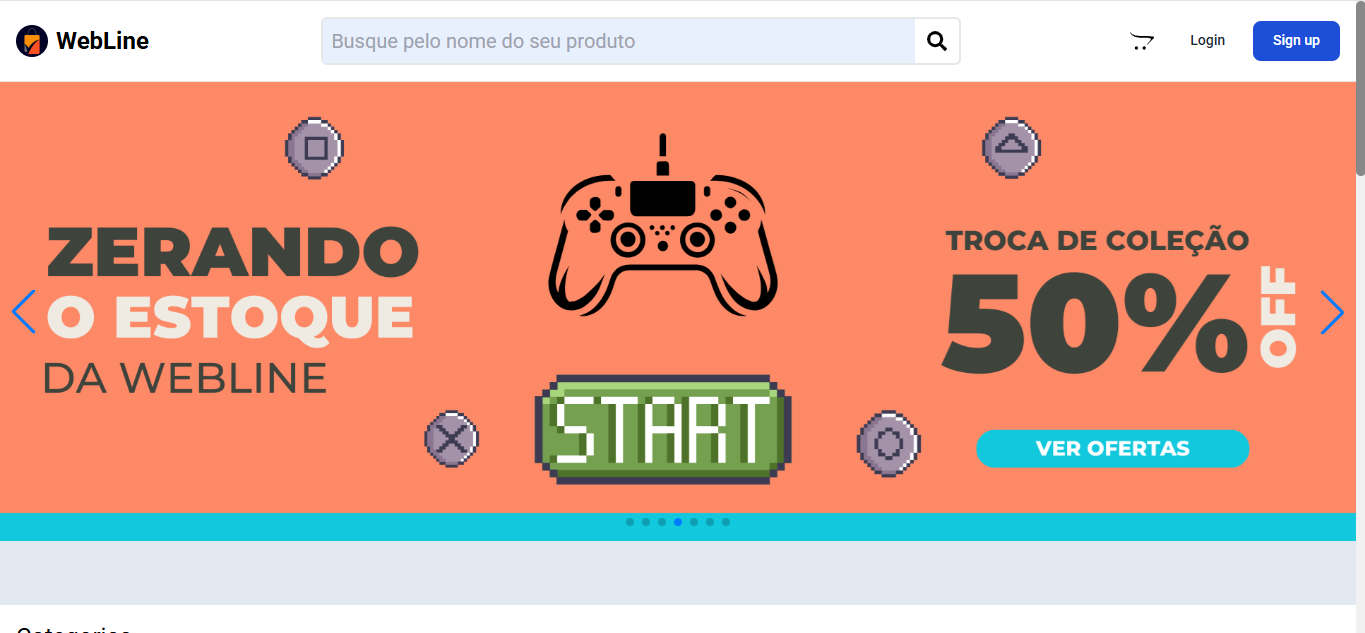 WebLine
Busque pelo nome do seu produto
Login
Sign up
ZERANDO
O ESTOQUE
DA WEBLINE
START
TROCA DE COLEÇÃO
50% OFF
VER OFERTAS